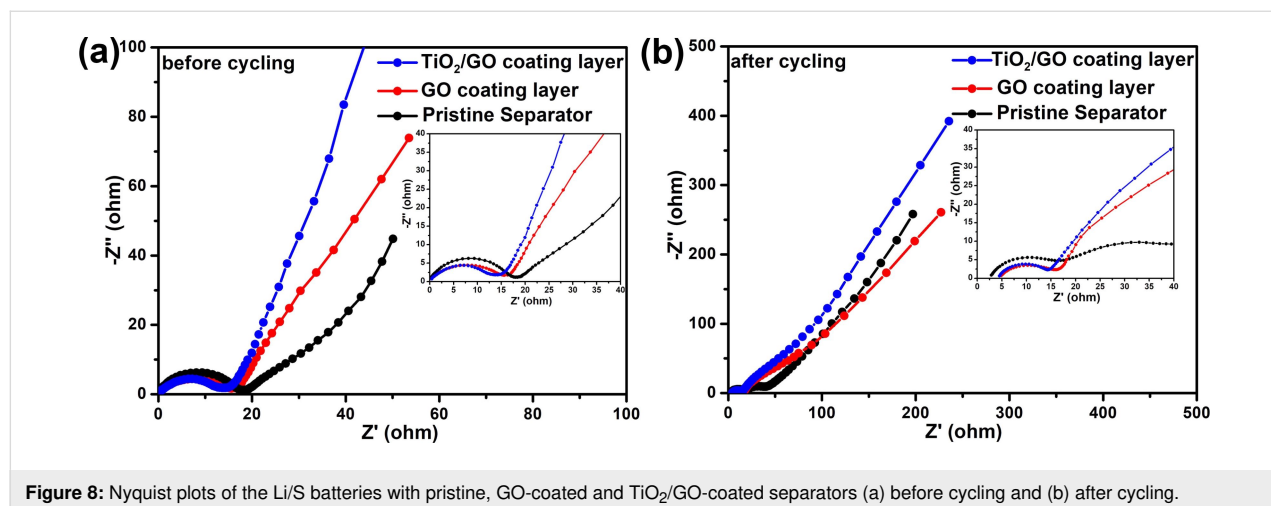 (a)
before cycling
TiO₂/GO coating layer
GO coating layer
Pristine Separator
-Z'' (ohm)
100
80
60
40
20
0
0 20 40 60 80 100
Z' (ohm)
-Z'' (ohm)
40
35
30
25
20
15
10
5
0
0 5 10 15 20 25 30 35 40
Z' (ohm)
(b)
after cycling
TiO₂/GO coating layer
GO coating layer
Pristine Separator
-Z'' (ohm)
500
400
300
200
100
0
0 100 200 300 400 500
Z' (ohm)
-Z'' (ohm)
40
35
30
25
20
15
10
5
0
0 5 10 15 20 25 30 35 40
Z' (ohm)
Figure 8: Nyquist plots of the Li/S batteries with pristine, GO-coated and TiO₂/GO-coated separators (a) before cycling and (b) after cycling.